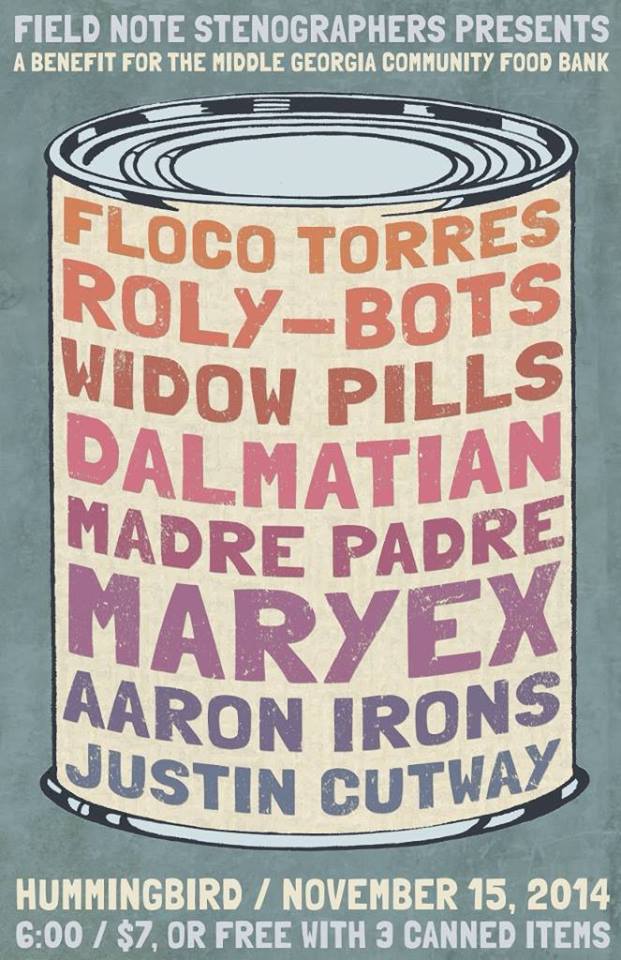 FIELD NOTE STENOGRAPHERS PRESENTS
A BENEFIT FOR THE MIDDLE GEORGIA COMMUNITY FOOD BANK
FLOCO TORRES
ROLY-BOTS
WIDOW PILLS
DALMATIAN
MADRE PADRE
MARYEX
AARON IRONS
JUSTIN CUTWAY
HUMMINGBIRD / NOVEMBER 15, 2014
6:00 / $7, OR FREE WITH 3 CANNED ITEMS